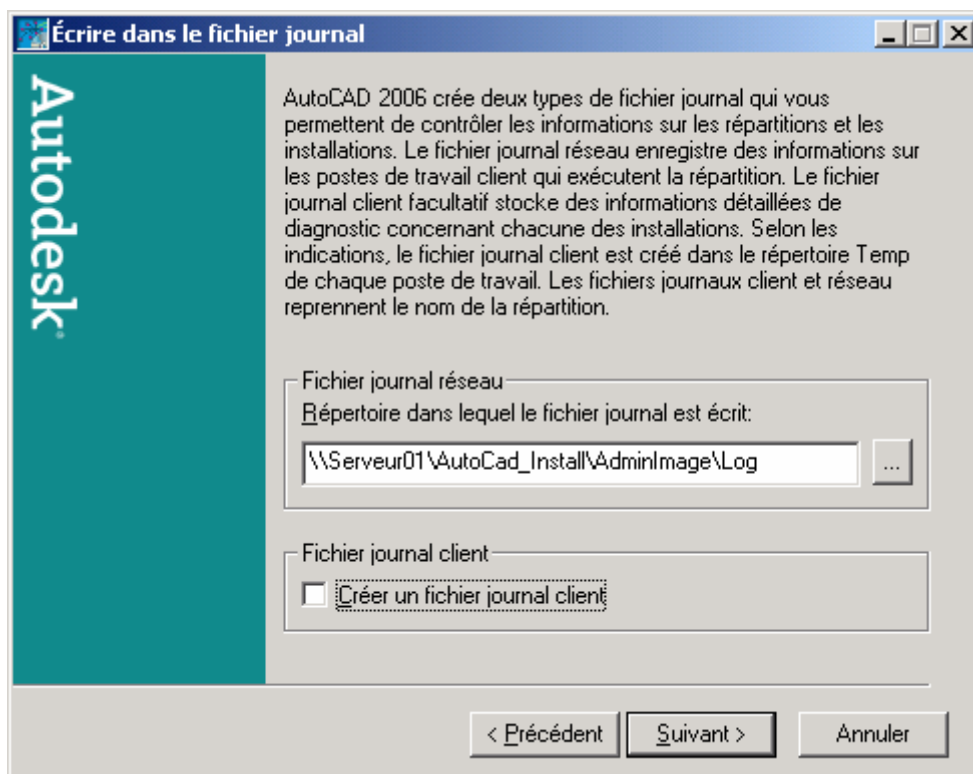 Écrire dans le fichier journal
Autodesk
AutoCAD 2006 crée deux types de fichier journal qui vous
permettent de contrôler les informations sur les répartitions et les
installations. Le fichier journal réseau enregistre des informations sur
les postes de travail client qui exécutent la répartition. Le fichier
journal client facultatif stocke des informations détaillées de
diagnostic concernant chacune des installations. Selon les
indications, le fichier journal client est créé dans le répertoire Temp
de chaque poste de travail. Les fichiers journaux client et réseau
reprennent le nom de la répartition.
Fichier journal réseau
Répertoire dans lequel le fichier journal est écrit:
\\Serveur01\AutoCad_Install\AdminImage\Log
...
Fichier journal client
Créer un fichier journal client
< Précédent
Suivant >
Annuler